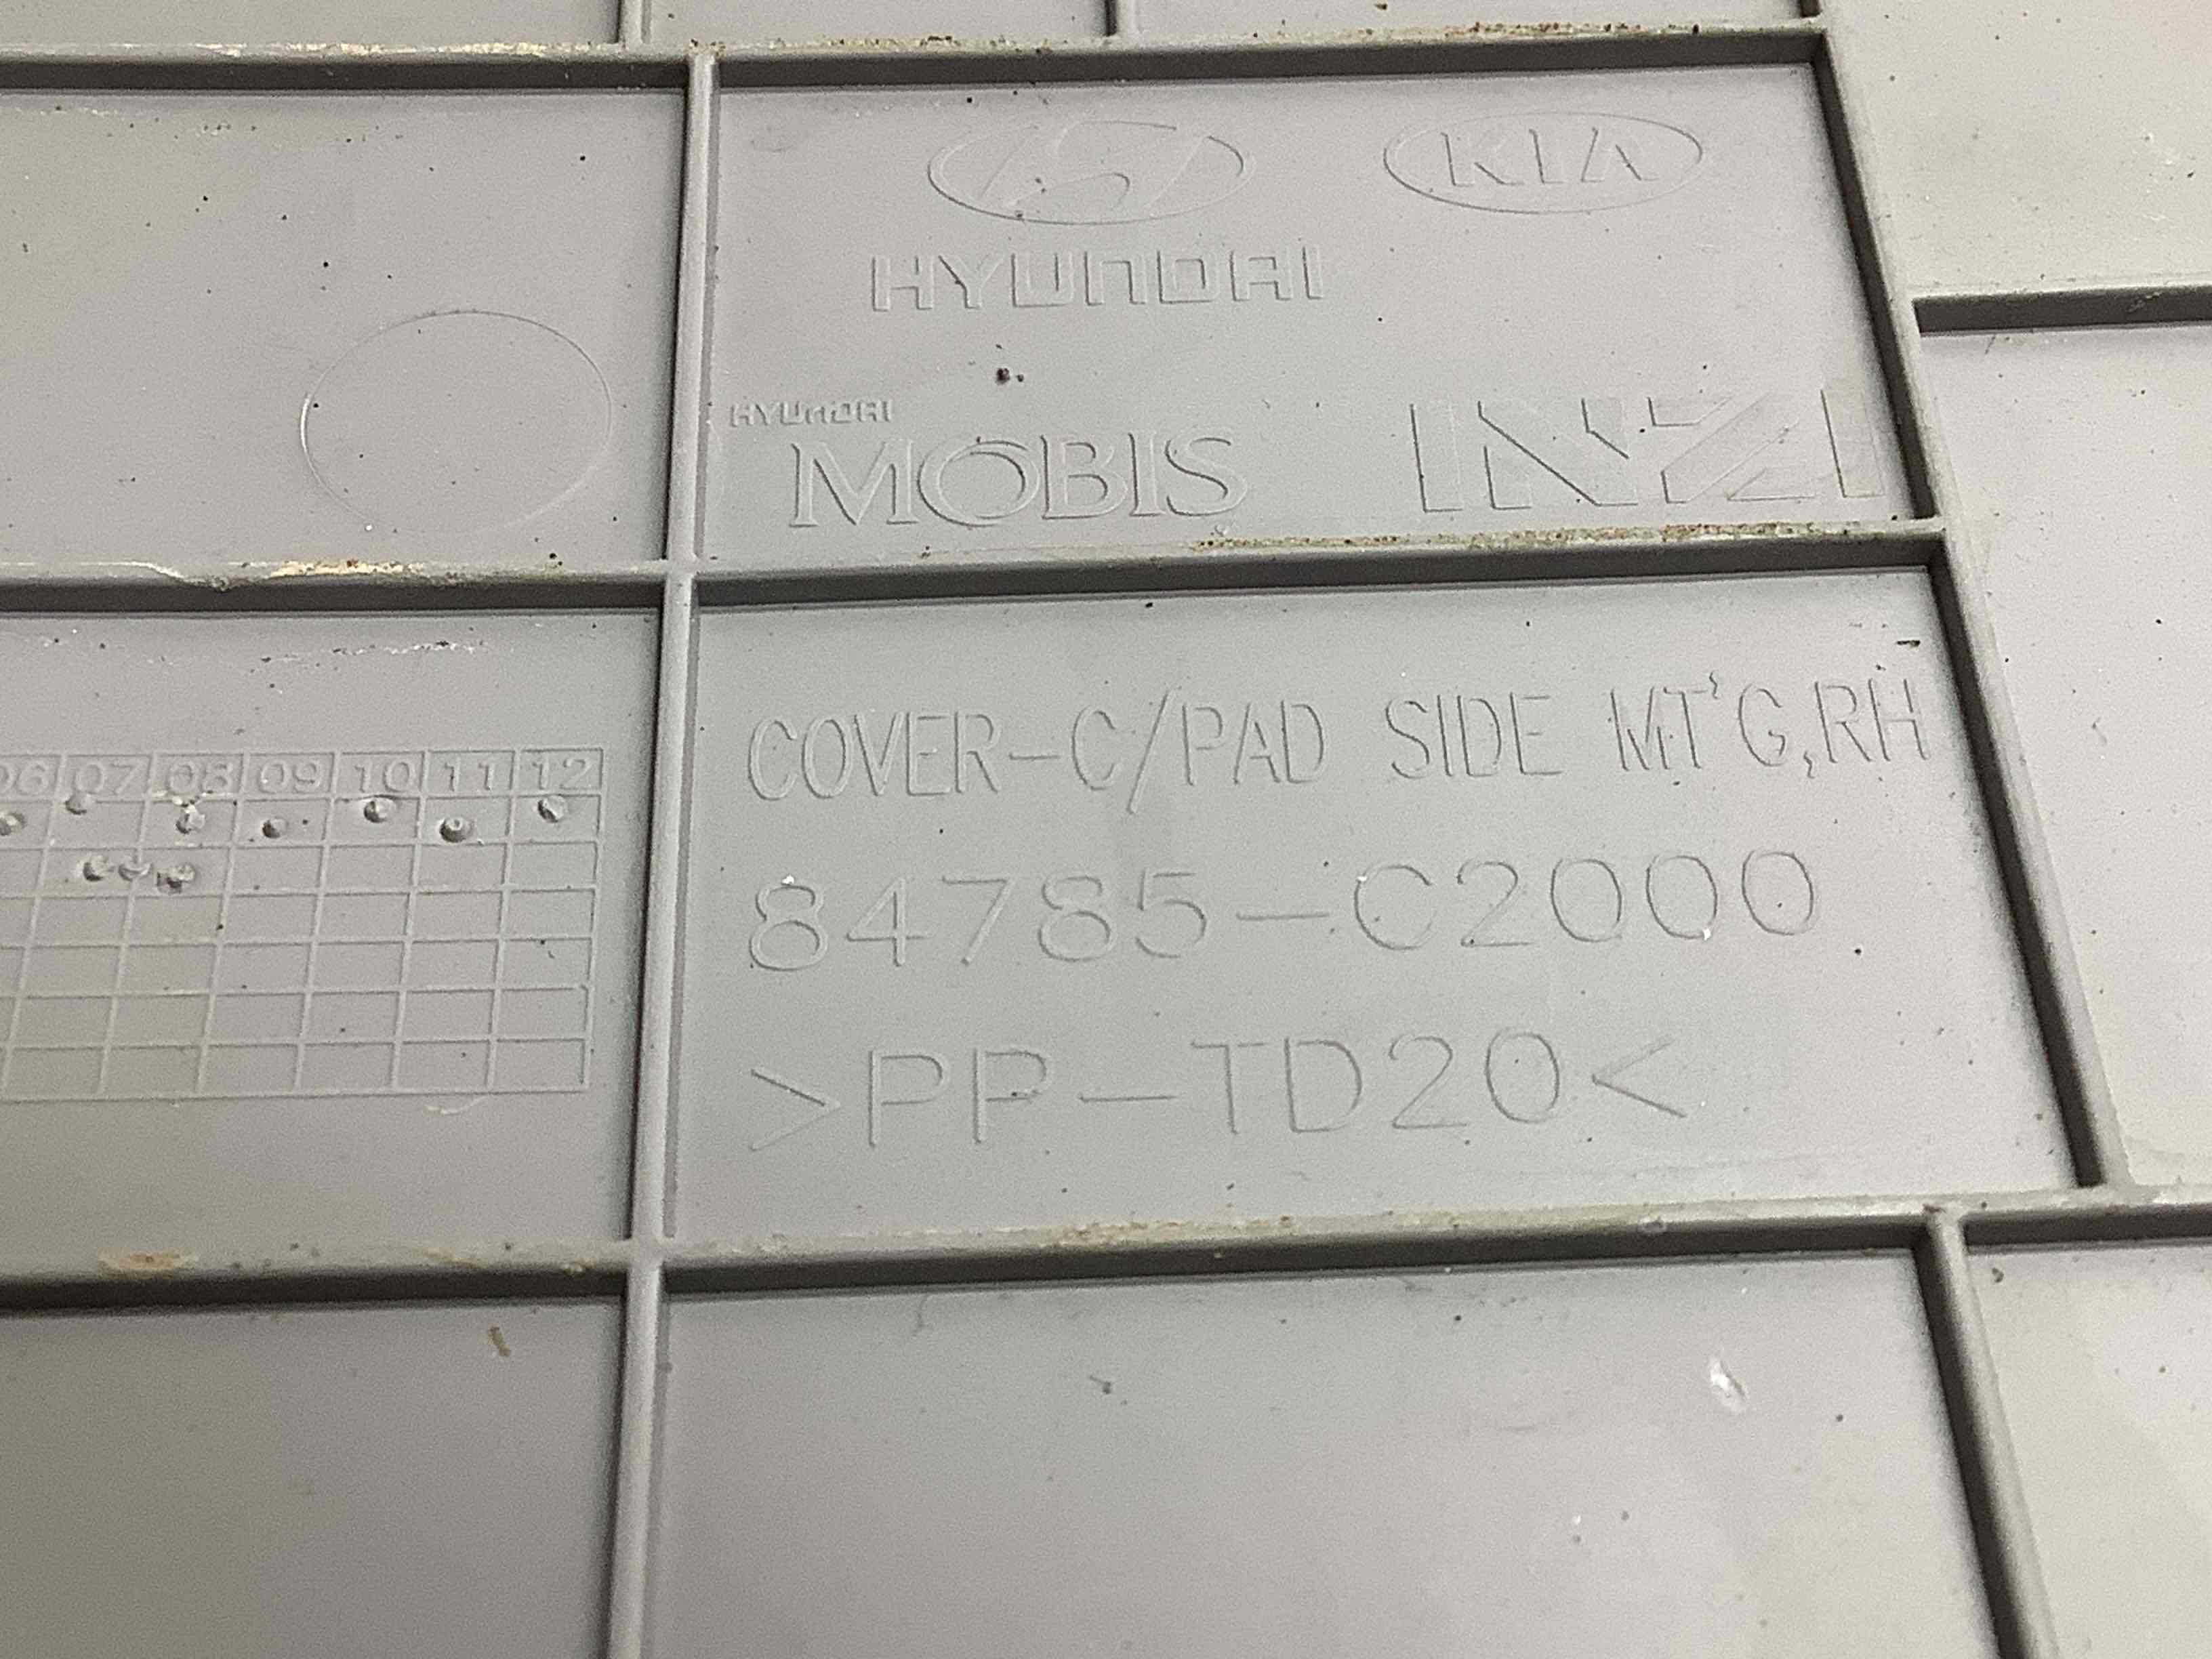 KIA
HYUNDAI
HYUNDAI
MOBIS
INZI
COVER-C/PAD SIDE MT'G,RH
84785-C2000
>PP-TD20<
06 07 08 09 10 11 12